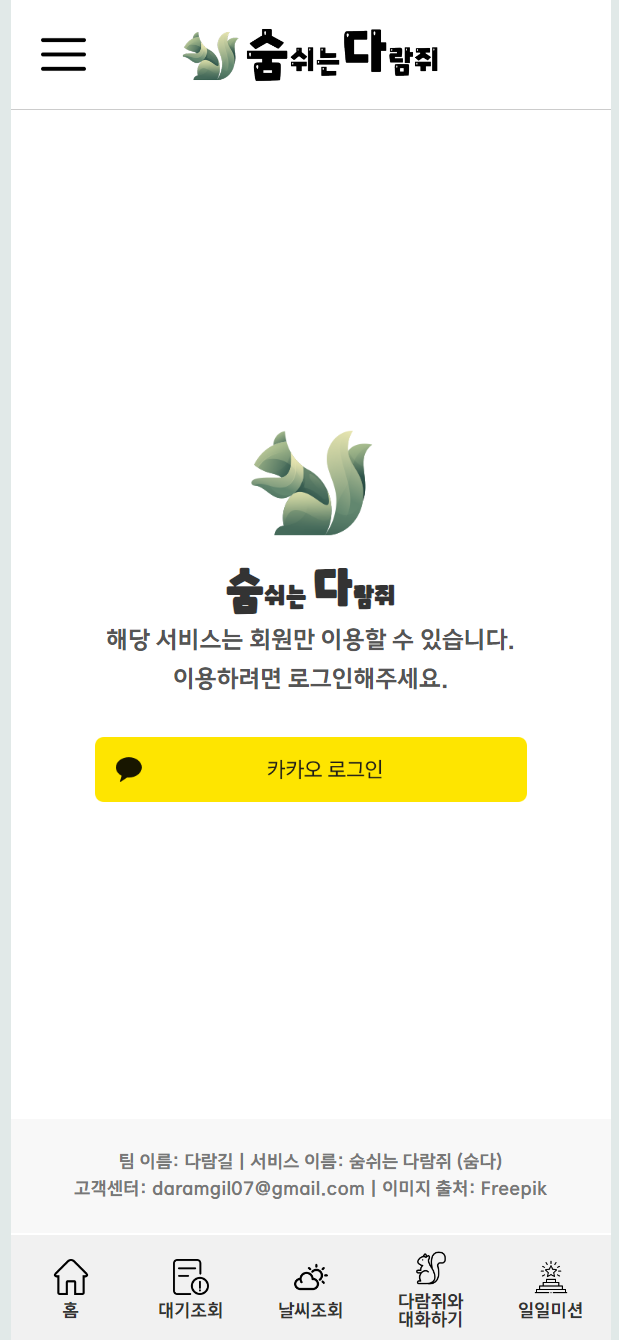 숨쉬는다람쥐
숨쉬는 다람쥐
해당 서비스는 회원만 이용할 수 있습니다.
이용하려면 로그인해주세요.
카카오 로그인
팀 이름: 다람길 | 서비스 이름: 숨쉬는 다람쥐 (숨다)
고객센터: daramgil07@gmail.com | 이미지 출처: Freepik
홈
대기조회
날씨조회
다람쥐와
대화하기
일일미션